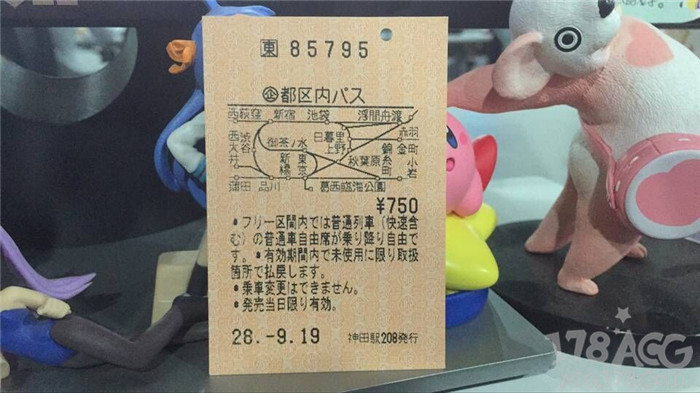 東 85795
企 都区内パス
西荻窪 新宿 池袋 浮間舟渡
日暮里 赤羽
御茶ノ水 上野 金町
西大井 渋谷 新橋 東京 秋葉原 錦糸町 小岩
蒲田 品川 葛西臨海公園
¥750
・フリー区間内では普通列車（快速含
む）の普通車自由席が乗り降り自由で
す。・有効期間内で未使用に限り取扱
箇所で払戻します。
・乗車変更はできません。
・発売当日限り有効。
28.-9.19 神田駅208発行
178ACG